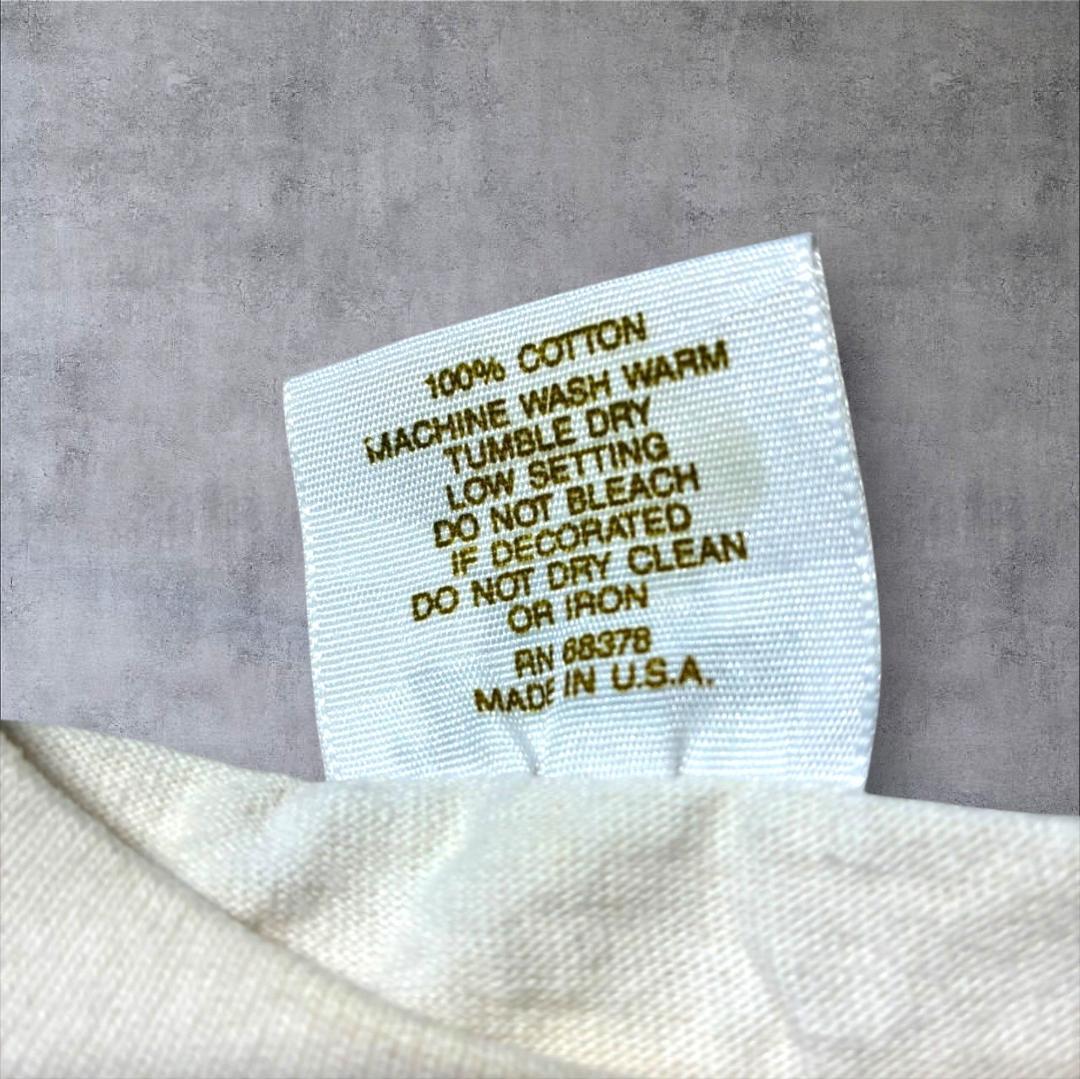 100% COTTON
MACHINE WASH WARM
TUMBLE DRY
LOW SETTING
DO NOT BLEACH
IF DECORATED
DO NOT DRY CLEAN
OR IRON
RN 68378
MADE IN U.S.A.